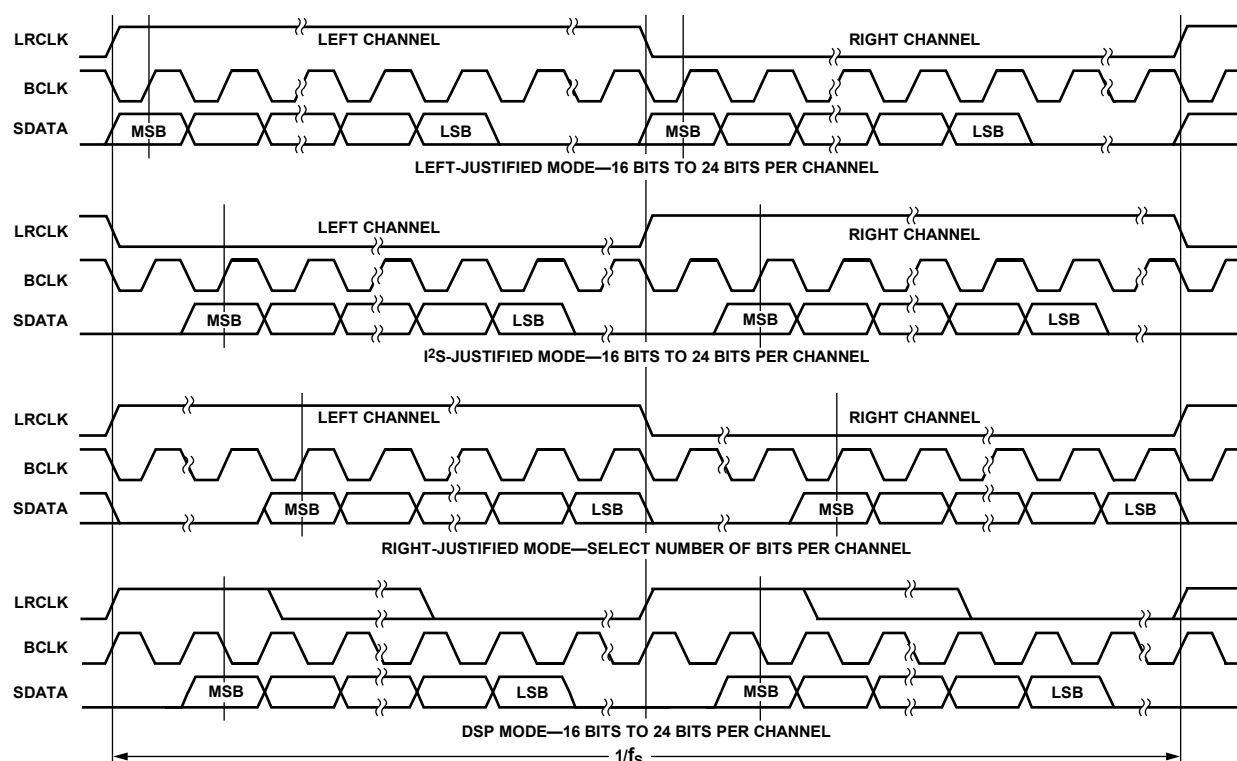 LRCLK LEFT CHANNEL RIGHT CHANNEL
BCLK
SDATA MSB LSB MSB LSB
LEFT-JUSTIFIED MODE—16 BITS TO 24 BITS PER CHANNEL
LRCLK LEFT CHANNEL RIGHT CHANNEL
BCLK
SDATA MSB LSB MSB LSB
I²S-JUSTIFIED MODE—16 BITS TO 24 BITS PER CHANNEL
LRCLK LEFT CHANNEL RIGHT CHANNEL
BCLK
SDATA MSB LSB MSB LSB
RIGHT-JUSTIFIED MODE—SELECT NUMBER OF BITS PER CHANNEL
LRCLK
BCLK
SDATA MSB LSB MSB LSB
DSP MODE—16 BITS TO 24 BITS PER CHANNEL
1/fS